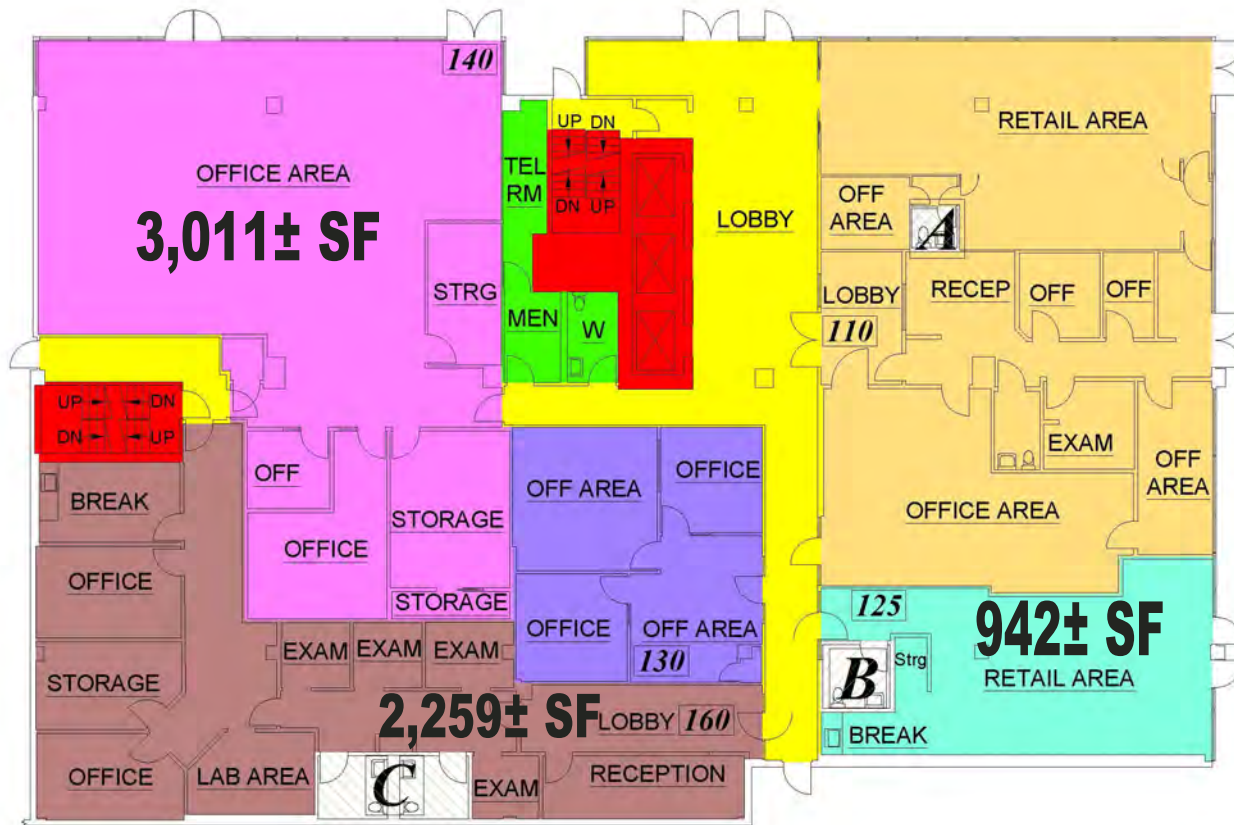 140
OFFICE AREA
3,011± SF
STRG
TEL
RM
UP DN
DN UP
MEN
W
LOBBY
RETAIL AREA
OFF
AREA
A
LOBBY
110
RECEP
OFF
OFF
EXAM
OFF
AREA
OFFICE AREA
UP DN
DN UP
BREAK
OFF
OFFICE
STORAGE
STORAGE
OFF AREA
OFFICE
OFFICE
OFF AREA
130
125
942± SF
Strg
RETAIL AREA
B
BREAK
OFFICE
STORAGE
OFFICE
LAB AREA
EXAM
EXAM
EXAM
2,259± SF
LOBBY 160
C
EXAM
RECEPTION